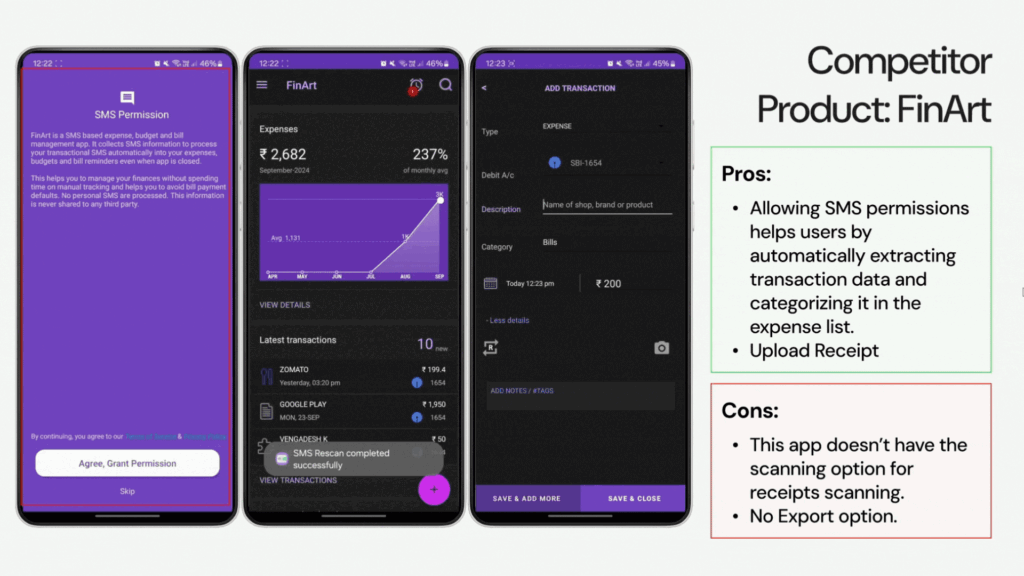 Competitor
Product: FinArt
12:22
46%
SMS Permission
FinArt is a SMS based expense, budget and bill
management app. It collects SMS information to process
your transactional SMS automatically into your expenses,
budgets and bill reminders even when app is closed.
This helps you to manage your finances without spending
time on manual tracking and helps you to avoid bill payment
defaults. No personal SMS are processed. This information
is never shared to any third party.
By continuing, you agree to our Terms of Service & Privacy Policy
Agree, Grant Permission
Skip
12:22
46%
FinArt
Expenses
₹ 2,682
237%
September-2024
of monthly avg
3K
Avg 1,131
1K
APR MAY JUN JUL AUG SEP
VIEW DETAILS
Latest transactions
10 new
ZOMATO
₹ 199.4
Yesterday, 03:20 pm
1654
GOOGLE PLAY
₹ 1,950
MON, 23-SEP
1654
VENGADESH K
₹ 50
SMS Rescan completed
successfully
VIEW TRANSACTIONS
+
12:23
45%
<
ADD TRANSACTION
Type
EXPENSE
Debit A/c
SBI-1654
Description
Name of shop, brand or product
Category
Bills
Today 12:23 pm
₹ 200
- Less details
ADD NOTES / #TAGS
SAVE & ADD MORE
SAVE & CLOSE
Pros:
• Allowing SMS permissions
helps users by
automatically extracting
transaction data and
categorizing it in the
expense list.
• Upload Receipt
Cons:
• This app doesn’t have the
scanning option for
receipts scanning.
• No Export option.